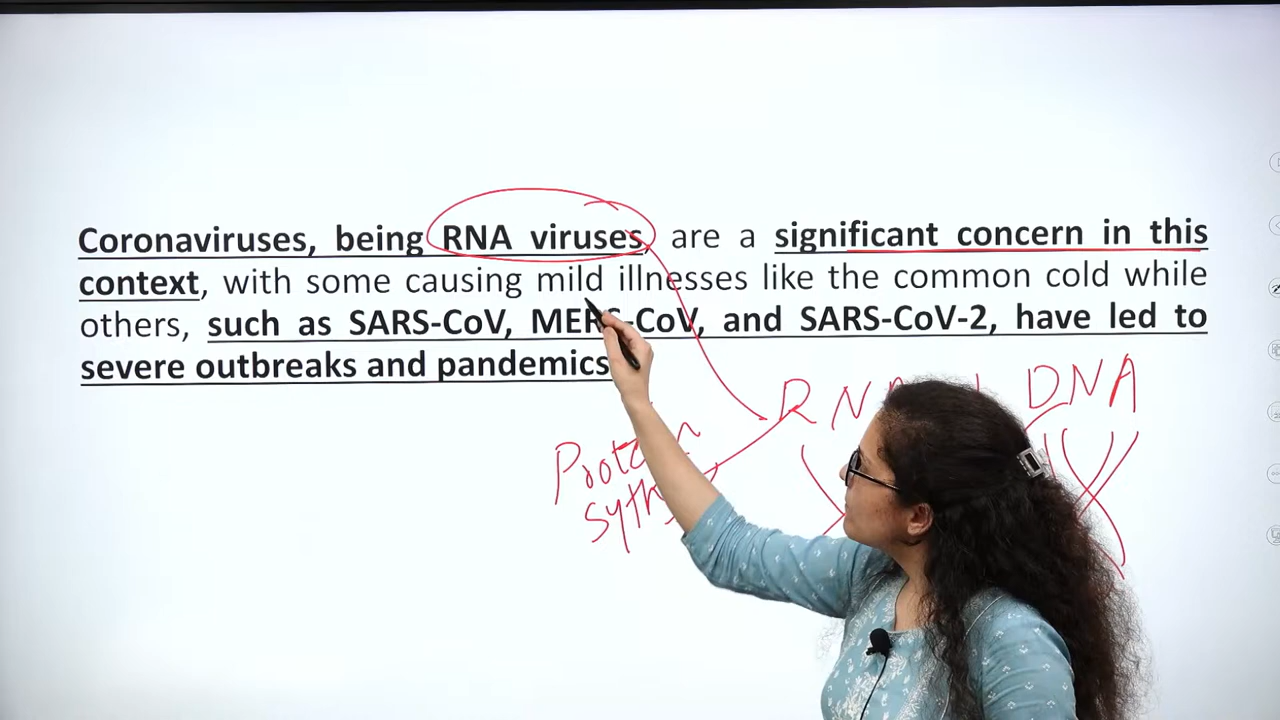 Coronaviruses, being RNA viruses, are a significant concern in this
context, with some causing mild illnesses like the common cold while
others, such as SARS-CoV, MERS-CoV, and SARS-CoV-2, have led to
severe outbreaks and pandemics
DNA